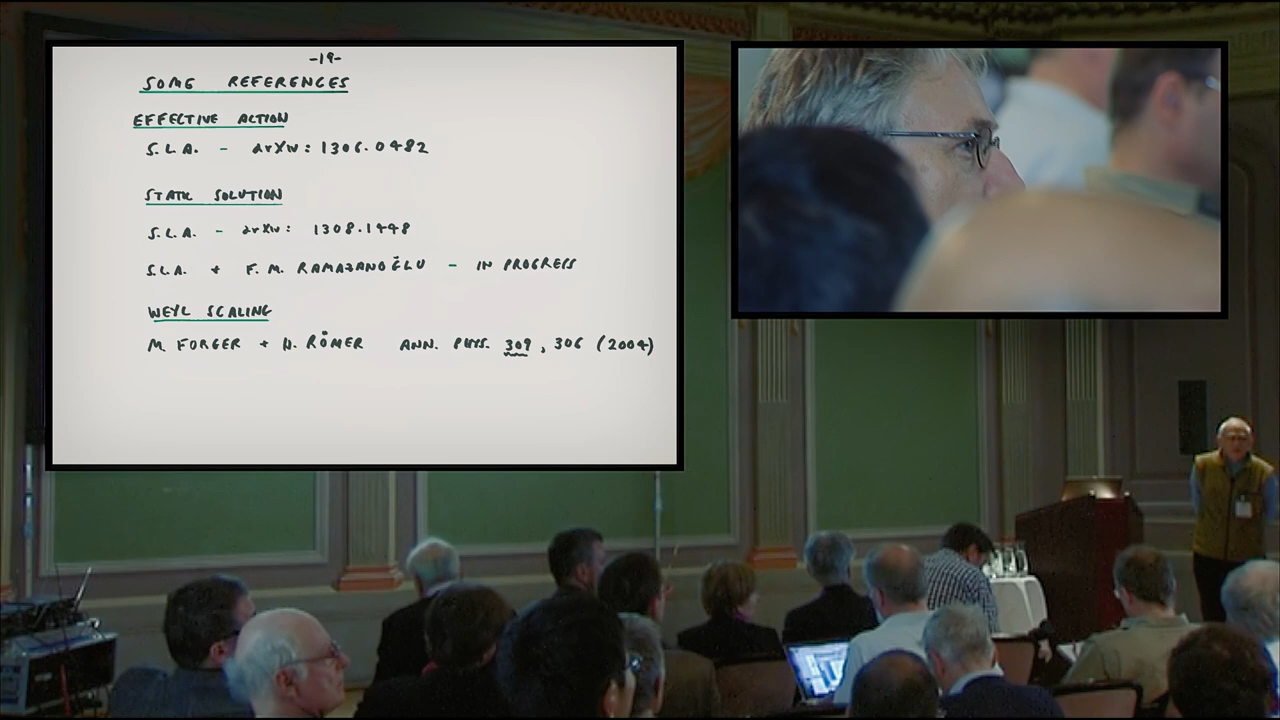 -19-
SOME REFERENCES
EFFECTIVE ACTION
S.L.A. - arXiv: 1306.0482
STATIC SOLUTION
S.L.A. - arXiv: 1308.1448
S.L.A. + F. M. RAMAZANOĞLU - IN PROGRESS
WEYL SCALING
M. FORGER + H. RÖMER ANN. PHYS. 309, 306 (2004)